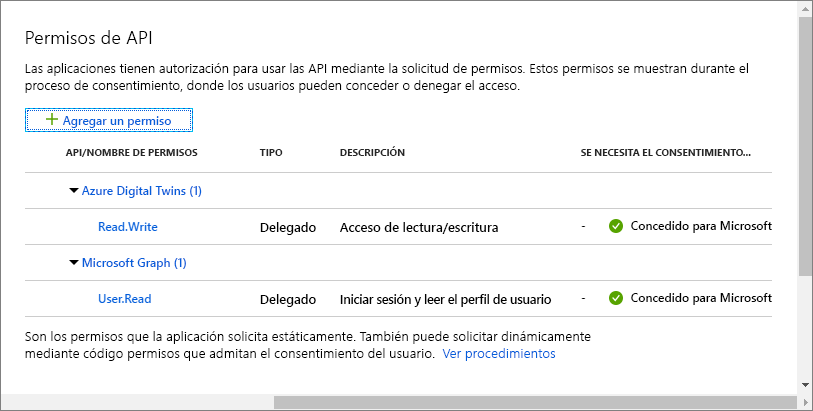 Permisos de API
Las aplicaciones tienen autorización para usar las API mediante la solicitud de permisos. Estos permisos se muestran durante el
proceso de consentimiento, donde los usuarios pueden conceder o denegar el acceso.
+ Agregar un permiso
API/NOMBRE DE PERMISOS TIPO DESCRIPCIÓN SE NECESITA EL CONSENTIMIENTO...
Azure Digital Twins (1)
Read.Write Delegado Acceso de lectura/escritura - Concedido para Microsoft
Microsoft Graph (1)
User.Read Delegado Iniciar sesión y leer el perfil de usuario - Concedido para Microsoft
Son los permisos que la aplicación solicita estáticamente. También puede solicitar dinámicamente
mediante código permisos que admitan el consentimiento del usuario. Ver procedimientos